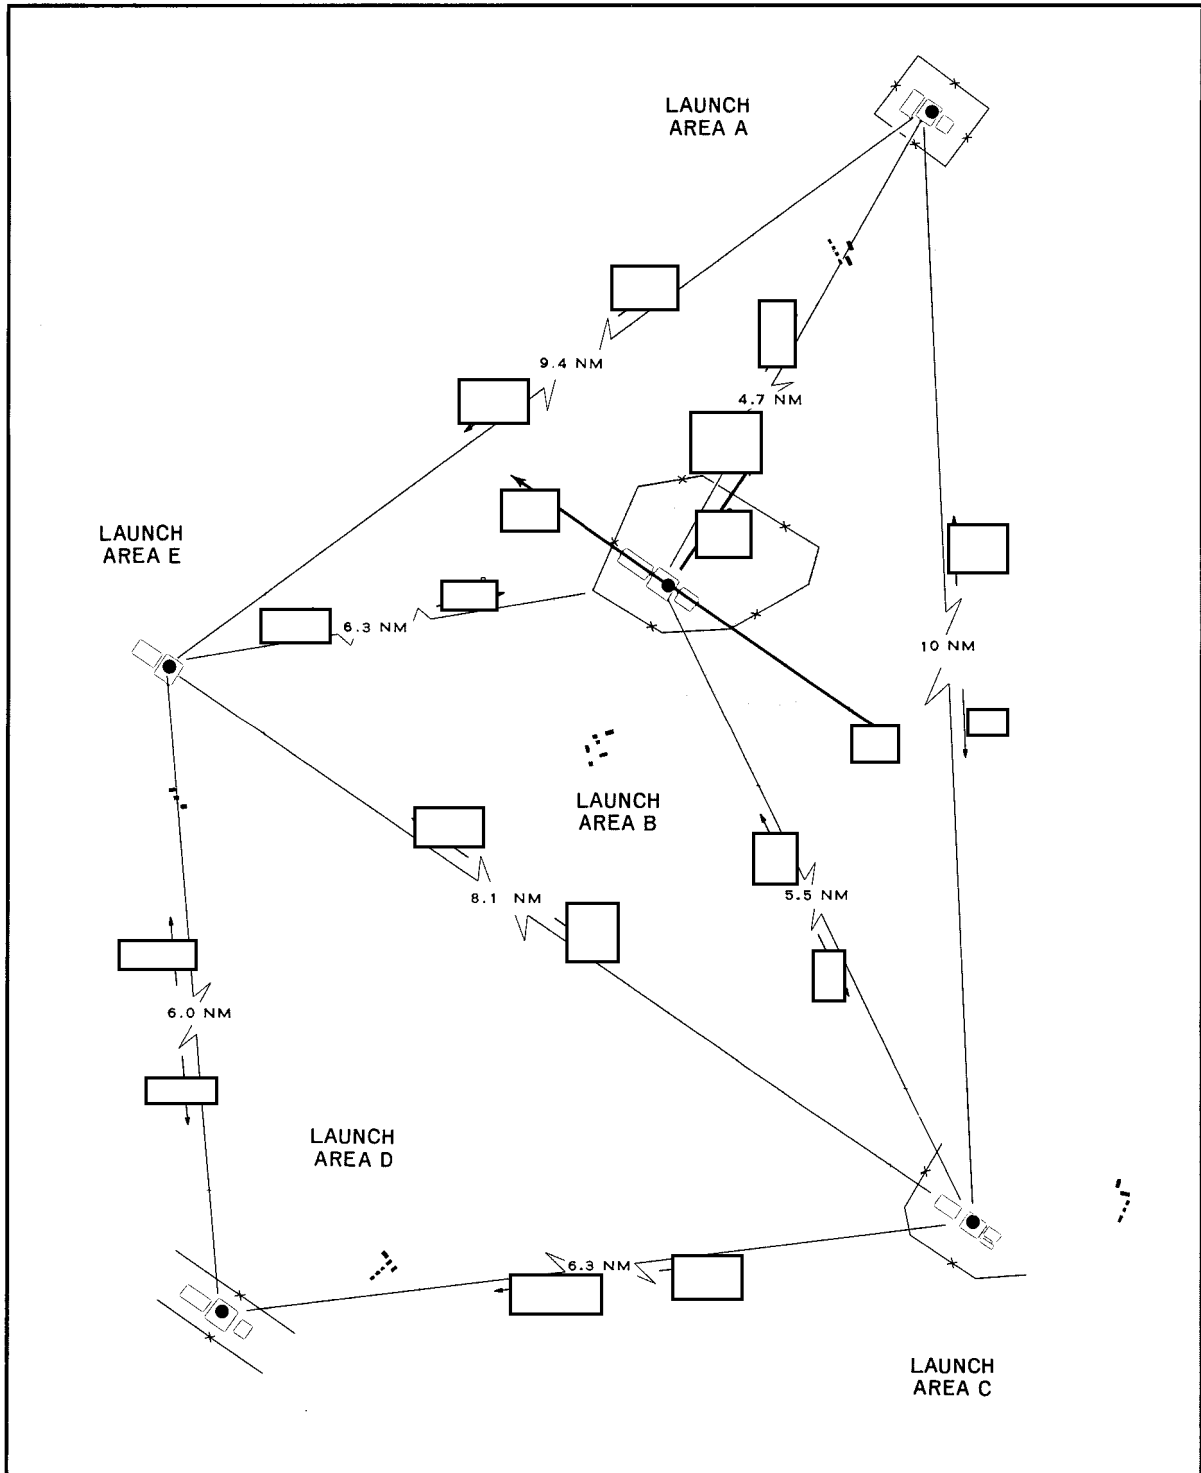 LAUNCH
AREA A
9.4 NM
4.7 NM
LAUNCH
AREA E
6.3 NM
10 NM
LAUNCH
AREA B
8.1 NM
5.5 NM
6.0 NM
LAUNCH
AREA D
6.3 NM
LAUNCH
AREA C